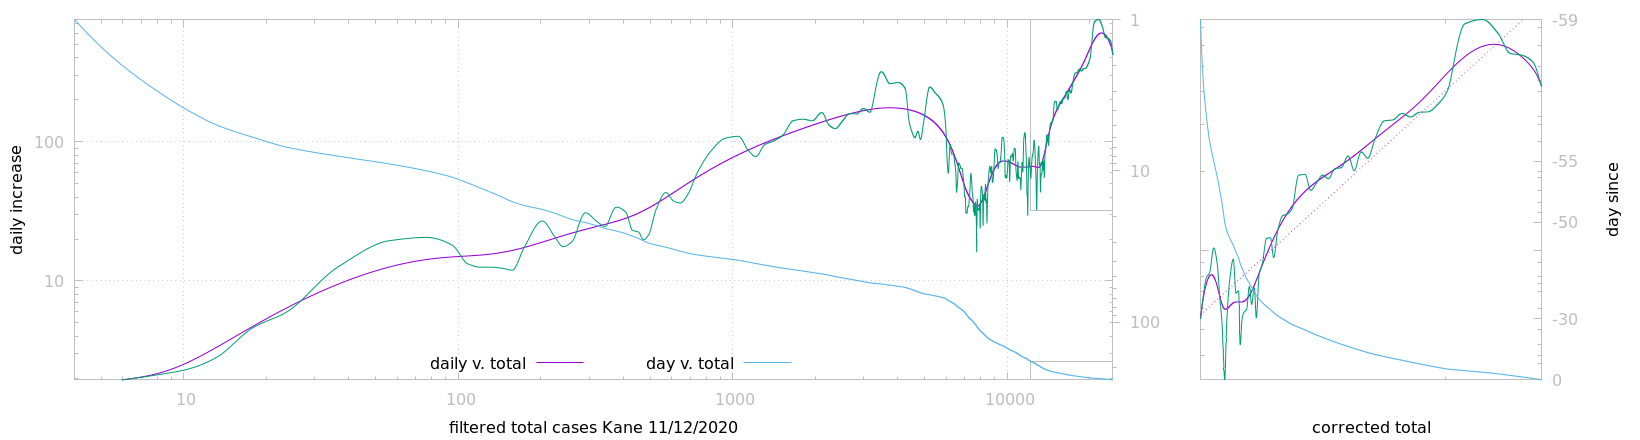 daily increase
100
10
10
100
1000
10000
1
10
100
daily v. total
day v. total
filtered total cases Kane 11/12/2020
-59
-55
-50
-30
0
day since
corrected total